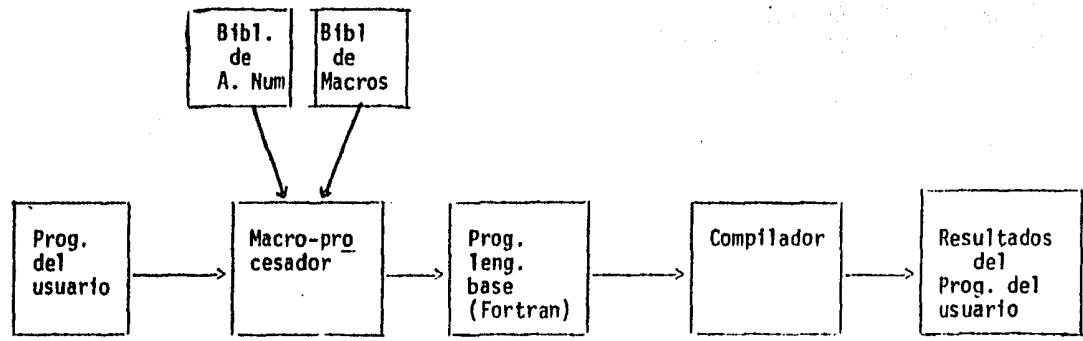 Bibl.
de
A. Num
Bibl
de
Macros
Prog.
del
usuario
Macro-pro
cesador
Prog.
leng.
base
(Fortran)
Compilador
Resultados
del
Prog. del
usuario